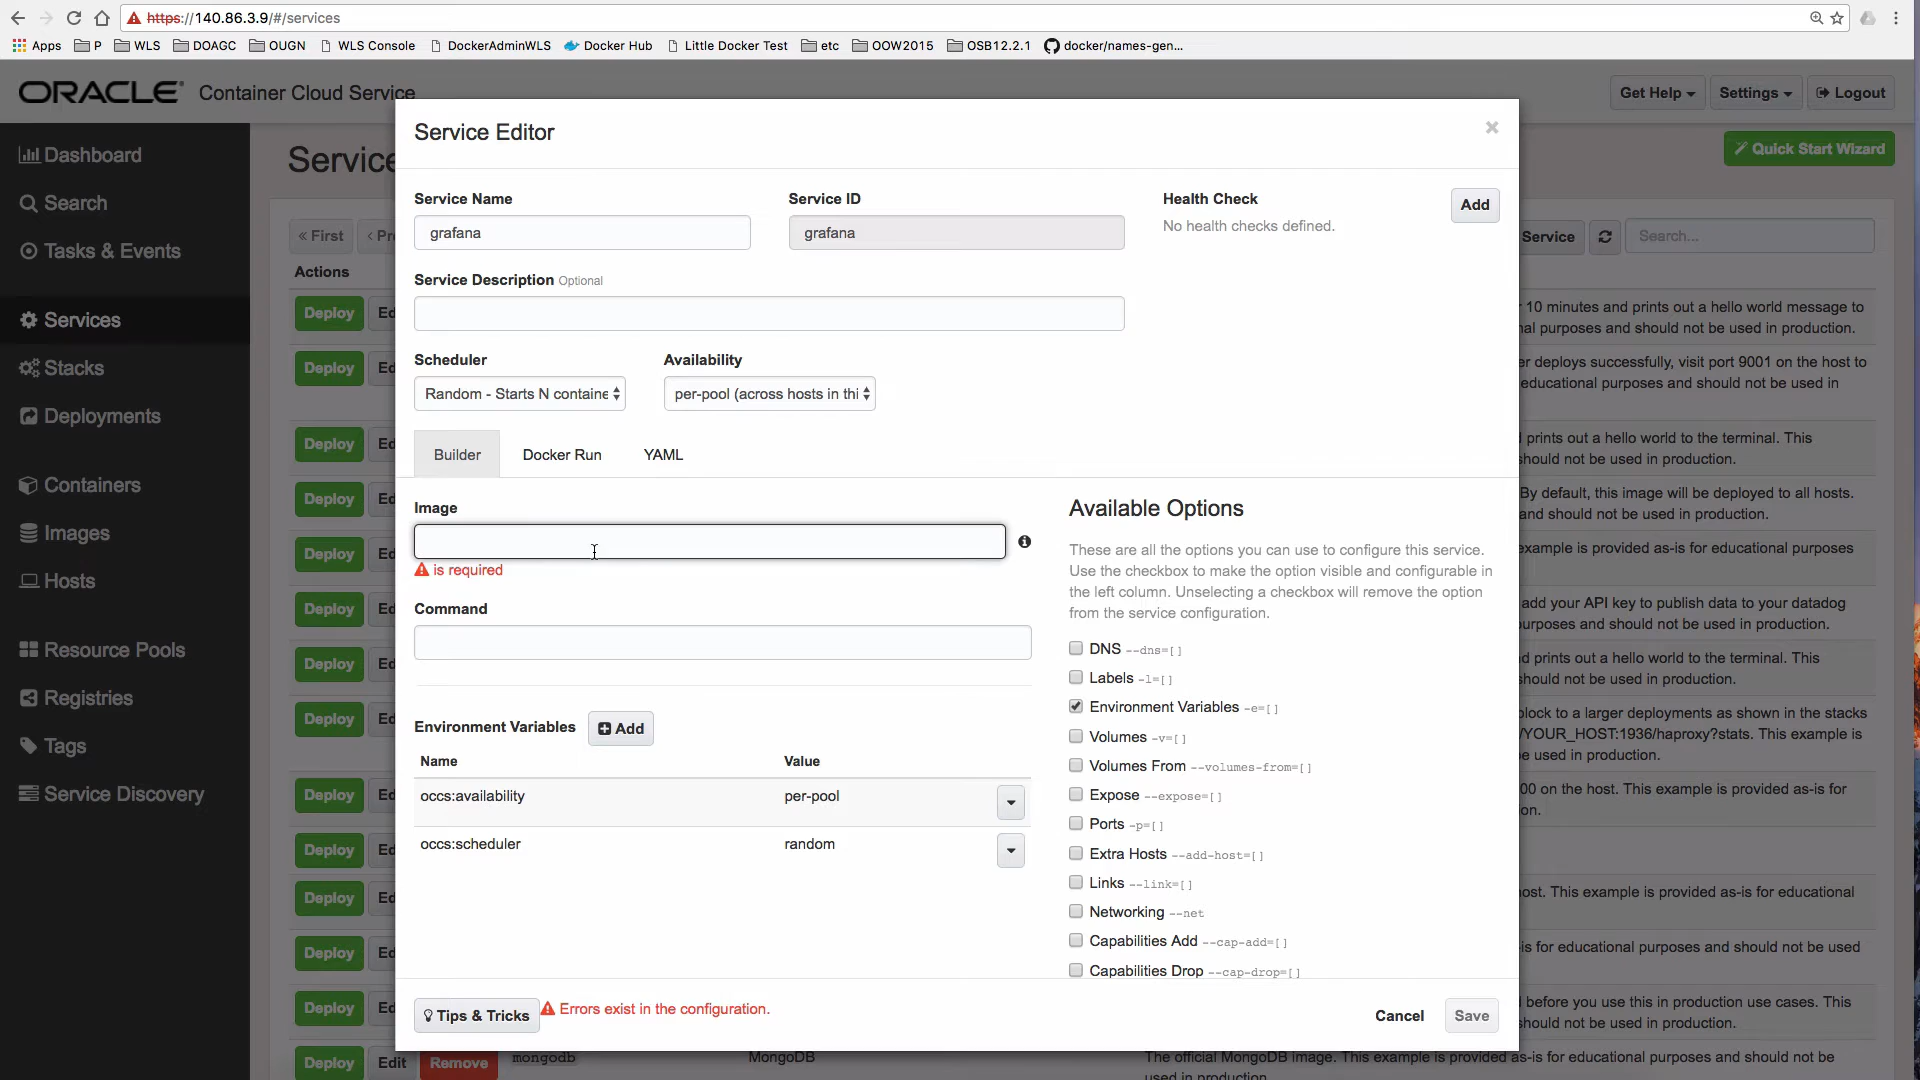 https://140.86.3.9/#/services
Apps P WLS DOAGC OUGN WLS Console DockerAdminWLS Docker Hub Little Docker Test etc OOW2015 OSB12.2.1 docker/names-gen...
ORACLE Container Cloud Service
Get Help Settings Logout
Dashboard
Search
Tasks & Events
Services
Stacks
Deployments
Containers
Images
Hosts
Resource Pools
Registries
Tags
Service Discovery
Service
Quick Start Wizard
« First
Service
Search...
Actions
Deploy
10 minutes and prints out a hello world message to
purposes and should not be used in production.
Deploy
deploys successfully, visit port 9001 on the host to
educational purposes and should not be used in
Deploy
prints out a hello world to the terminal. This
should not be used in production.
Deploy
By default, this image will be deployed to all hosts.
and should not be used in production.
Deploy
example is provided as-is for educational purposes
Deploy
add your API key to publish data to your datadog
and should not be used in production.
Deploy
prints out a hello world to the terminal. This
should not be used in production.
Deploy
block to a larger deployments as shown in the stacks
/YOUR_HOST:1936/haproxy?stats. This example is
be used in production.
Deploy
00 on the host. This example is provided as-is for
Deploy
Deploy
This example is provided as-is for educational
Deploy
is for educational purposes and should not be used
Deploy
before you use this in production use cases. This
should not be used in production.
Deploy Edit Remove mongodb MongoDB The official MongoDB image. This example is provided as-is for educational purposes and should not be
used in production.
Service Editor
×
Service Name
grafana
Service ID
grafana
Health Check
No health checks defined.
Add
Service Description Optional
Scheduler
Random - Starts N containe
Availability
per-pool (across hosts in thi
Builder Docker Run YAML
Image
is required
Command
Environment Variables Add
Name Value
occs:availability per-pool
occs:scheduler random
Available Options
These are all the options you can use to configure this service.
Use the checkbox to make the option visible and configurable in
the left column. Unselecting a checkbox will remove the option
from the service configuration.
DNS --dns=[]
Labels -l=[]
Environment Variables -e=[]
Volumes -v=[]
Volumes From --volumes-from=[]
Expose --expose=[]
Ports -p=[]
Extra Hosts --add-host=[]
Links --link=[]
Networking --net
Capabilities Add --cap-add=[]
Capabilities Drop --cap-drop=[]
Tips & Tricks
Errors exist in the configuration.
Cancel
Save